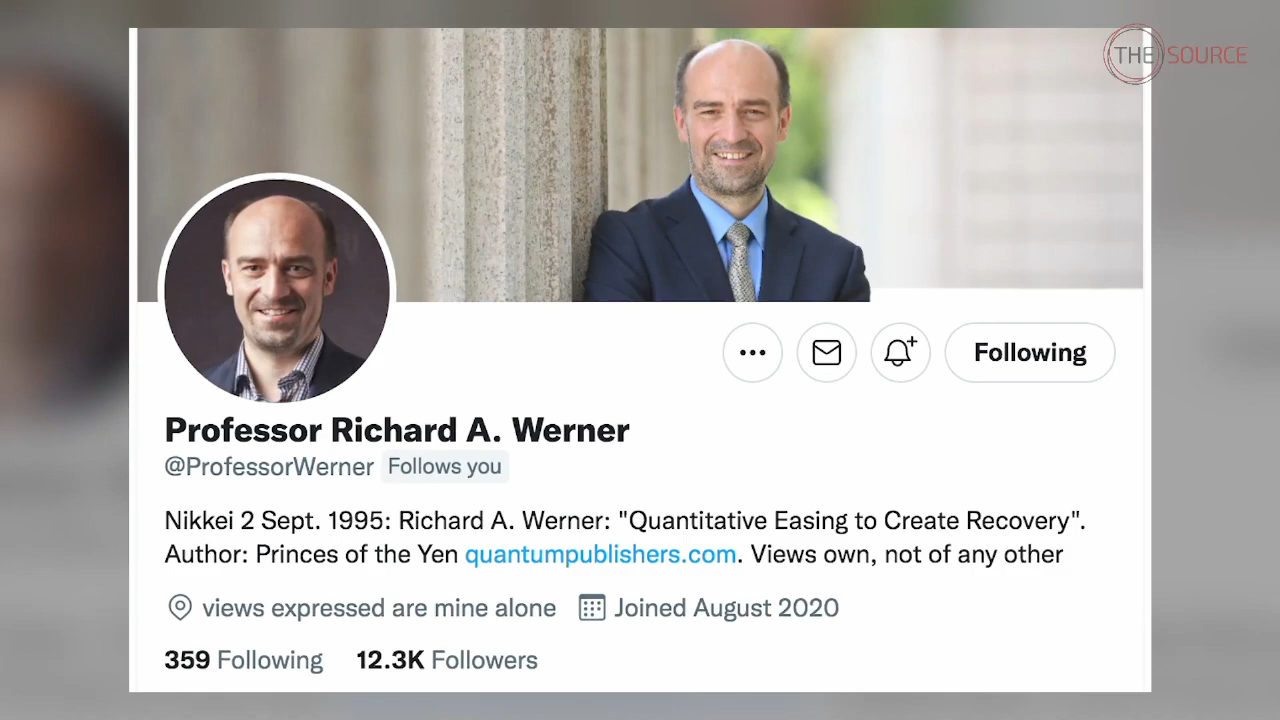 THE SOURCE
Following
Professor Richard A. Werner
@ProfessorWerner Follows you
Nikkei 2 Sept. 1995: Richard A. Werner: "Quantitative Easing to Create Recovery".
Author: Princes of the Yen quantumpublishers.com. Views own, not of any other
views expressed are mine alone Joined August 2020
359 Following 12.3K Followers